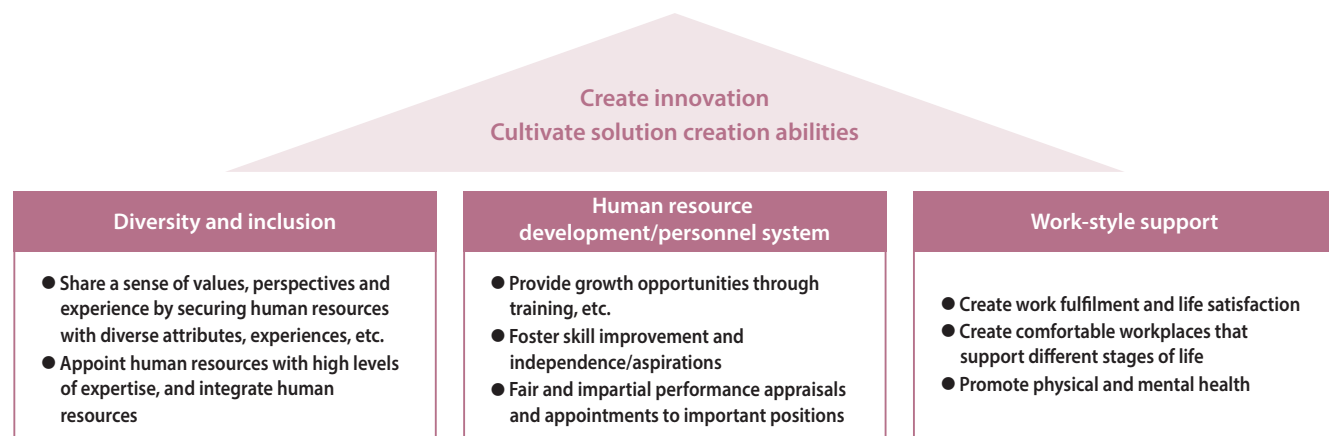 Create innovation
Cultivate solution creation abilities
Diversity and inclusion
● Share a sense of values, perspectives and
experience by securing human resources
with diverse attributes, experiences, etc.
● Appoint human resources with high levels
of expertise, and integrate human
resources
Human resource
development/personnel system
● Provide growth opportunities through
training, etc.
● Foster skill improvement and
independence/aspirations
● Fair and impartial performance appraisals
and appointments to important positions
Work-style support
● Create work fulfilment and life satisfaction
● Create comfortable workplaces that
support different stages of life
● Promote physical and mental health